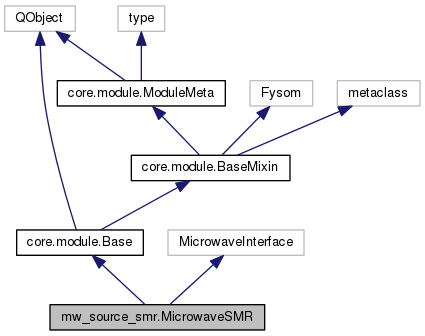 QObject
type
core.module.ModuleMeta
Fysom
metaclass
core.module.BaseMixin
core.module.Base
MicrowaveInterface
mw_source_smr.MicrowaveSMR